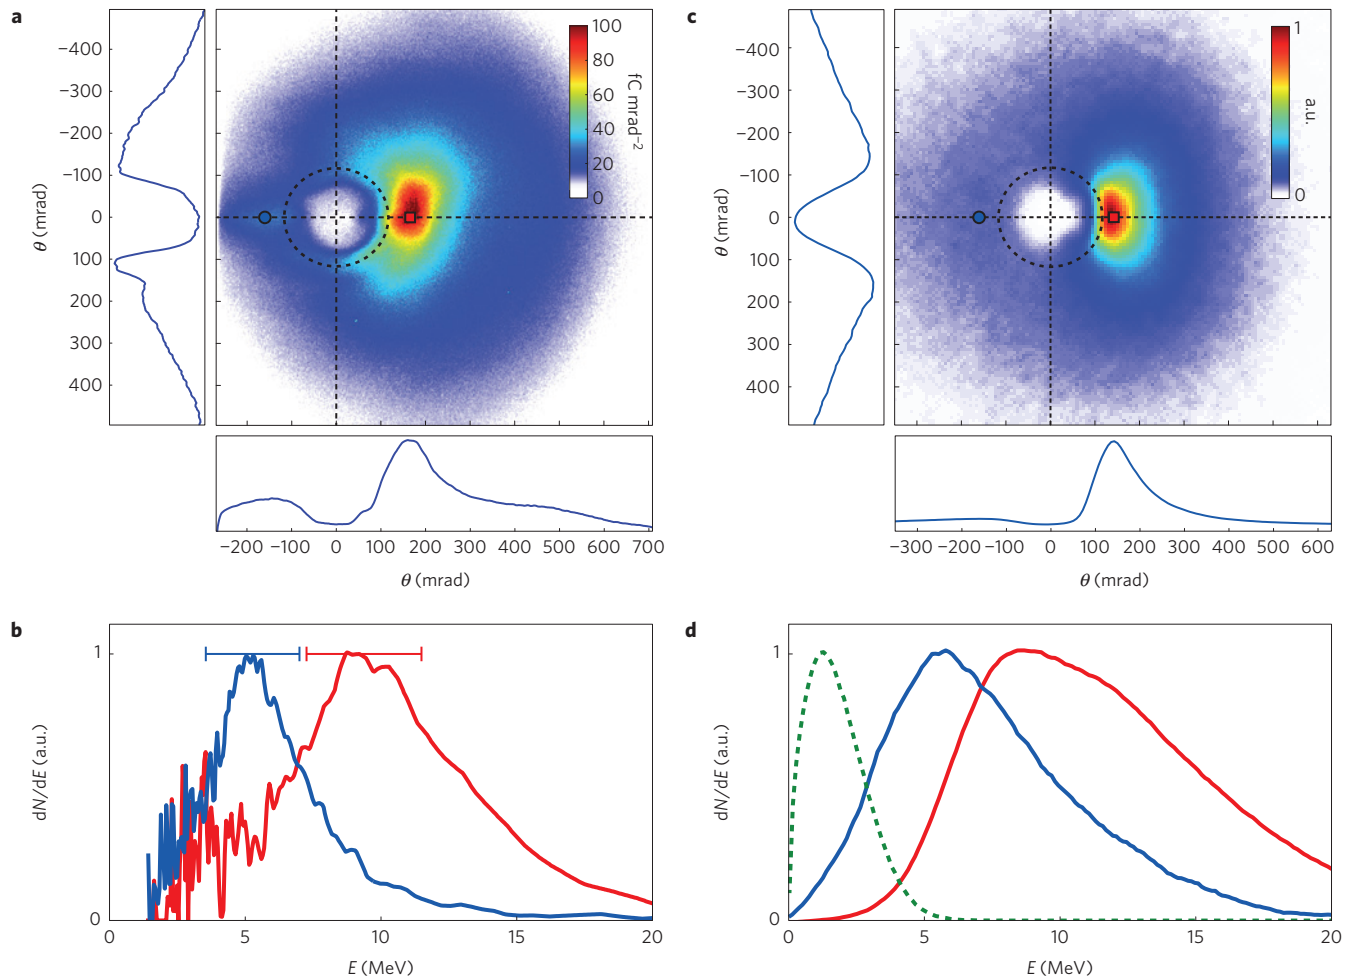 a
−400
−300
−200
−100
0
100
200
300
400
θ (mrad)
100
80
60
40
20
0
fC mrad−2
−200 −100 0 100 200 300 400 500 600 700
θ (mrad)
c
−400
−300
−200
−100
0
100
200
300
400
θ (mrad)
1
0
a.u.
−300 −200 −100 0 100 200 300 400 500 600
θ (mrad)
b
1
0
dN/dE (a.u.)
0 5 10 15 20
E (MeV)
d
1
0
dN/dE (a.u.)
0 5 10 15 20
E (MeV)